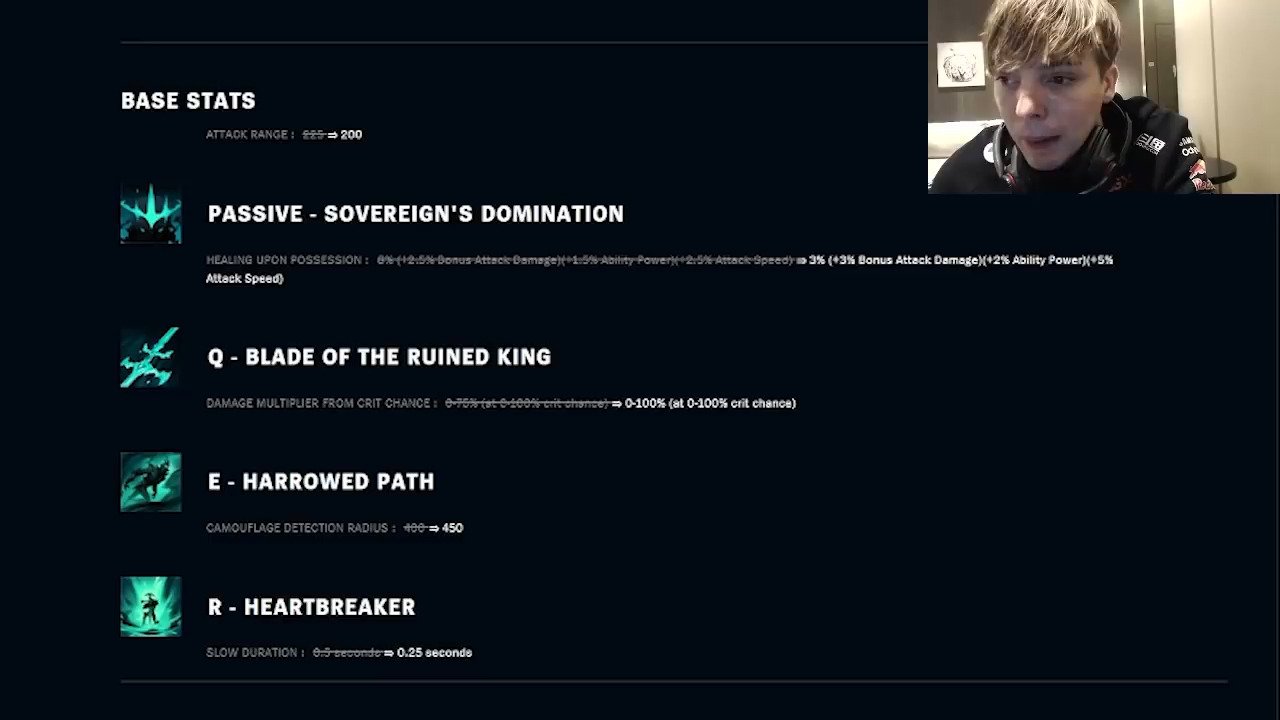 BASE STATS
ATTACK RANGE : 225 ⇒ 200
PASSIVE - SOVEREIGN'S DOMINATION
HEALING UPON POSSESSION : 8% (+2.5% Bonus Attack Damage)(+1.5% Ability Power)(+2.5% Attack Speed) ⇒ 3% (+3% Bonus Attack Damage)(+2% Ability Power)(+5%
Attack Speed)
Q - BLADE OF THE RUINED KING
DAMAGE MULTIPLIER FROM CRIT CHANCE : 0-75% (at 0-100% crit chance) ⇒ 0-100% (at 0-100% crit chance)
E - HARROWED PATH
CAMOUFLAGE DETECTION RADIUS : 400 ⇒ 450
R - HEARTBREAKER
SLOW DURATION : 0.5 seconds ⇒ 0.25 seconds